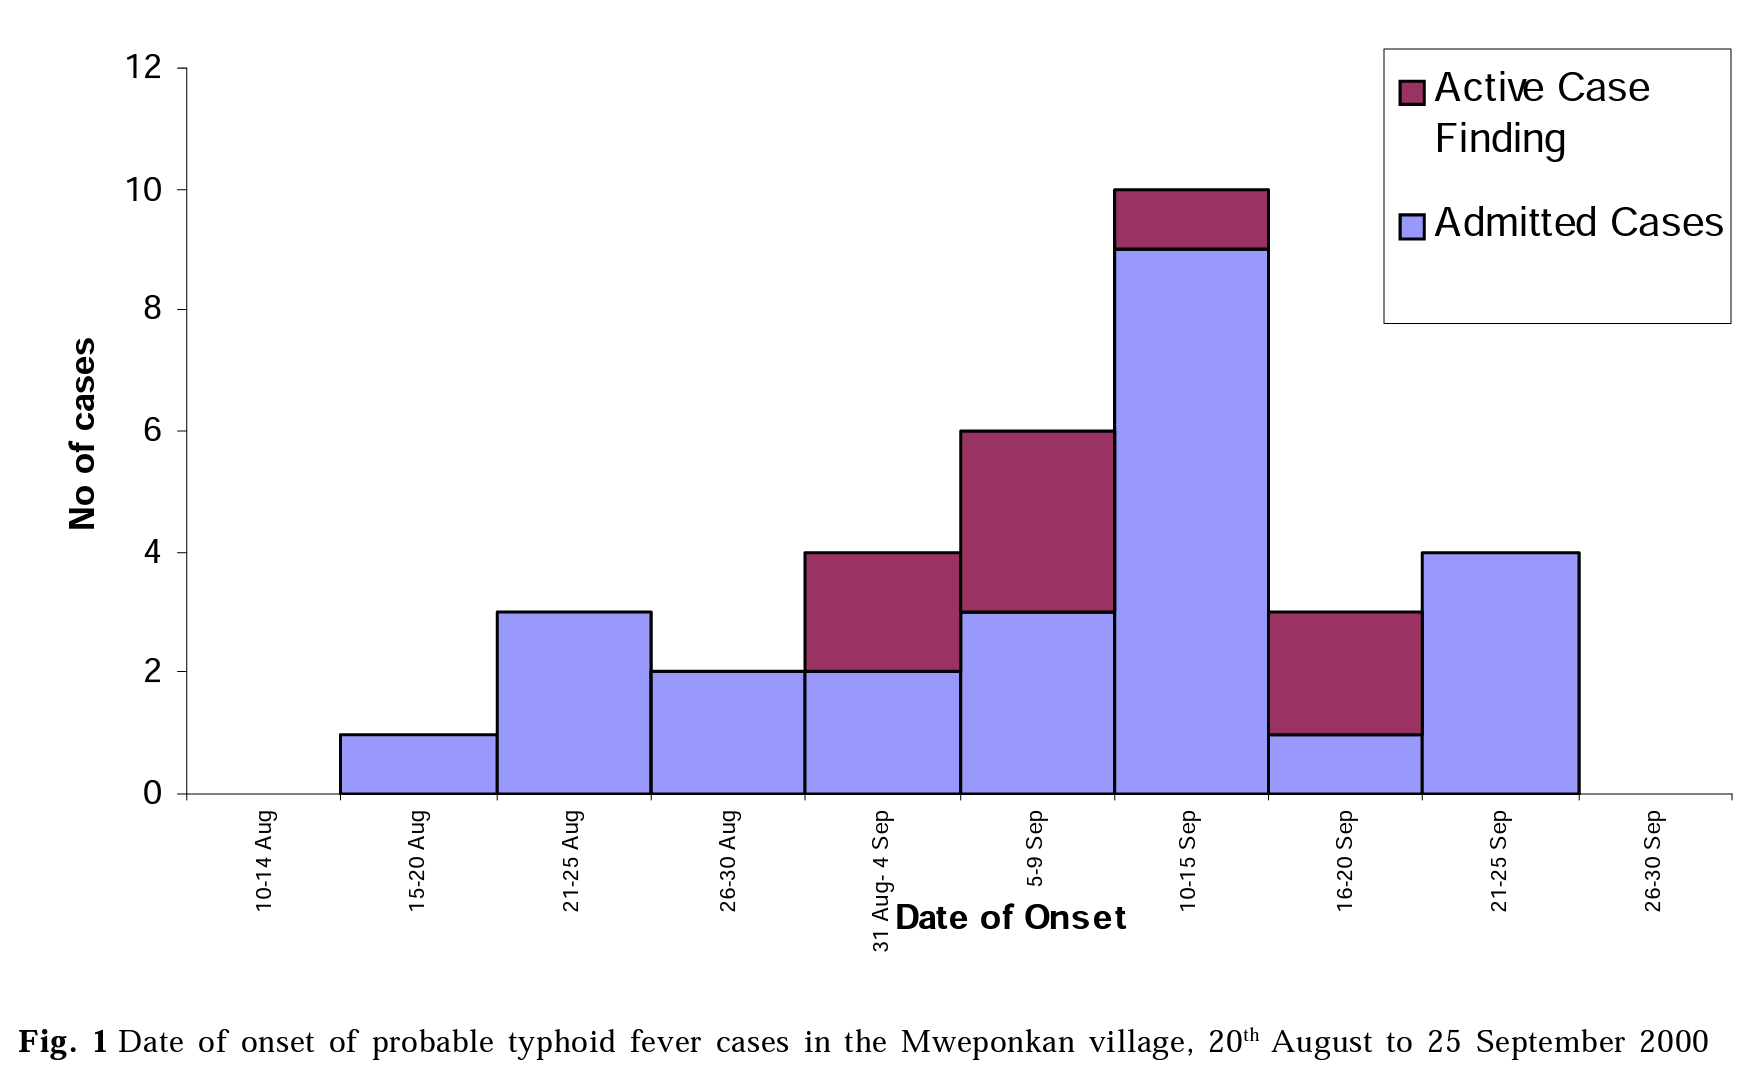 12
10
8
6
4
2
0
No of cases
Active Case
Finding
Admitted Cases
10-14 Aug
15-20 Aug
21-25 Aug
26-30 Aug
31 Aug- 4 Sep
5-9 Sep
10-15 Sep
16-20 Sep
21-25 Sep
26-30 Sep
Date of Onset
Fig. 1 Date of onset of probable typhoid fever cases in the Mweponkan village, 20th August to 25 September 2000